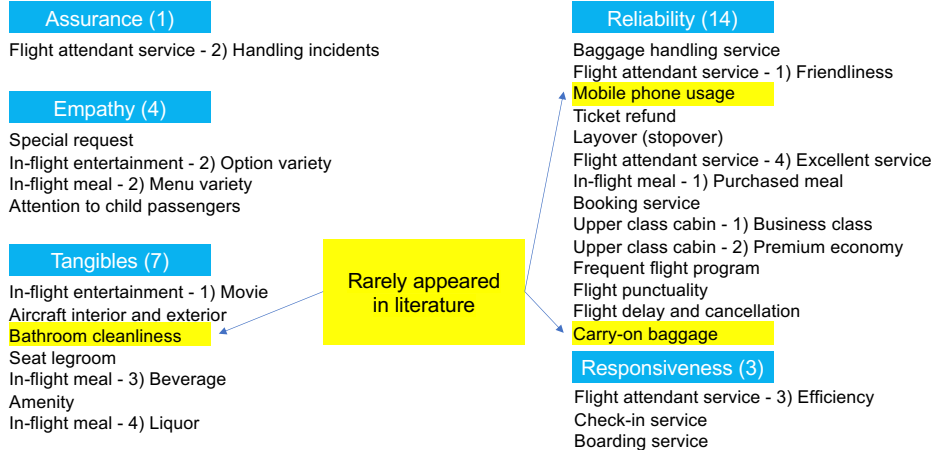 Assurance (1)
Flight attendant service - 2) Handling incidents
Empathy (4)
Special request
In-flight entertainment - 2) Option variety
In-flight meal - 2) Menu variety
Attention to child passengers
Tangibles (7)
In-flight entertainment - 1) Movie
Aircraft interior and exterior
Bathroom cleanliness
Seat legroom
In-flight meal - 3) Beverage
Amenity
In-flight meal - 4) Liquor
Rarely appeared
in literature
Reliability (14)
Baggage handling service
Flight attendant service - 1) Friendliness
Mobile phone usage
Ticket refund
Layover (stopover)
Flight attendant service - 4) Excellent service
In-flight meal - 1) Purchased meal
Booking service
Upper class cabin - 1) Business class
Upper class cabin - 2) Premium economy
Frequent flight program
Flight punctuality
Flight delay and cancellation
Carry-on baggage
Responsiveness (3)
Flight attendant service - 3) Efficiency
Check-in service
Boarding service